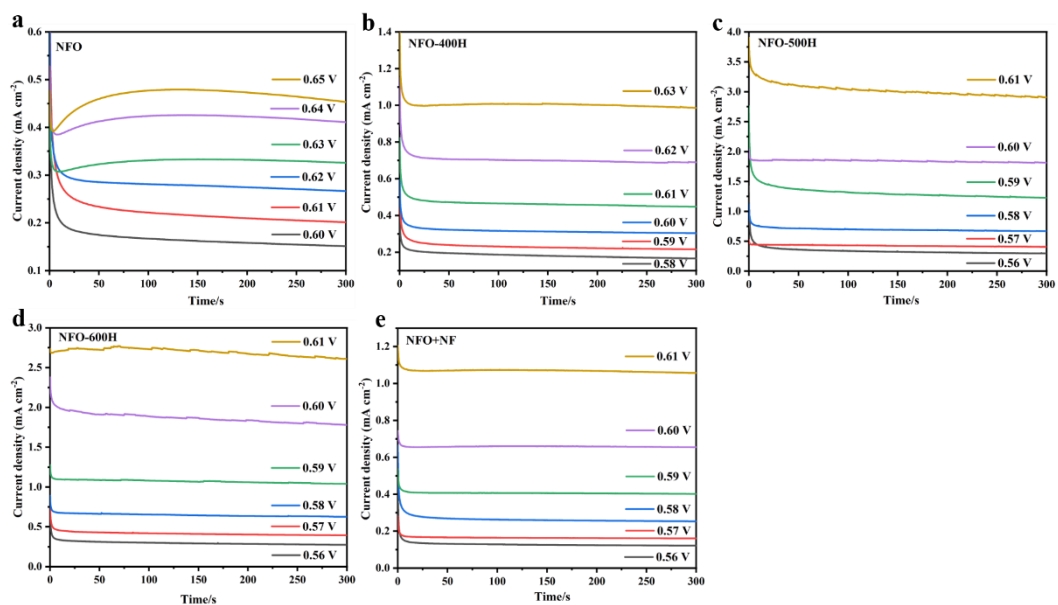 a
NFO
Current density (mA cm-2)
0.6
0.5
0.4
0.3
0.2
0.1
0.65 V
0.64 V
0.63 V
0.62 V
0.61 V
0.60 V
0 50 100 150 200 250 300
Time/s
b
NFO-400H
Current density (mA cm-2)
1.4
1.2
1.0
0.8
0.6
0.4
0.2
0.63 V
0.62 V
0.61 V
0.60 V
0.59 V
0.58 V
0 50 100 150 200 250 300
Time/s
c
NFO-500H
Current density (mA cm-2)
4.0
3.5
3.0
2.5
2.0
1.5
1.0
0.5
0.0
0.61 V
0.60 V
0.59 V
0.58 V
0.57 V
0.56 V
0 50 100 150 200 250 300
Time/s
d
NFO-600H
Current density (mA cm-2)
3.0
2.5
2.0
1.5
1.0
0.5
0.0
0.61 V
0.60 V
0.59 V
0.58 V
0.57 V
0.56 V
0 50 100 150 200 250 300
Time/s
e
NFO+NF
Current density (mA cm-2)
1.2
1.0
0.8
0.6
0.4
0.2
0.0
0.61 V
0.60 V
0.59 V
0.58 V
0.57 V
0.56 V
0 50 100 150 200 250 300
Time/s